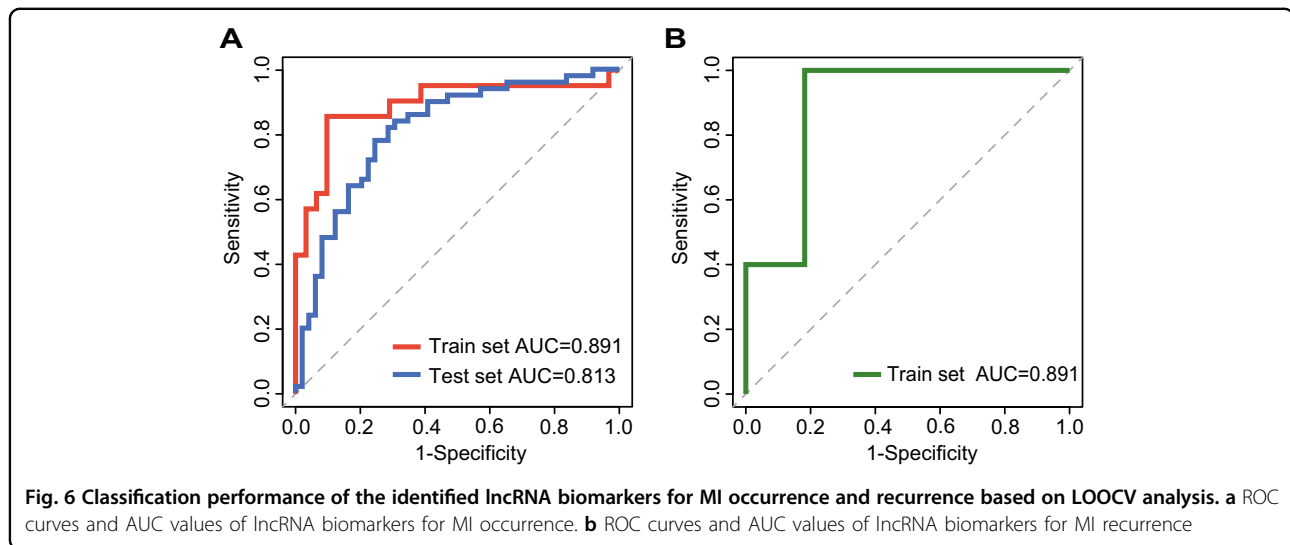 A
B
1.0
0.8
0.6
0.4
0.2
0.0
Sensitivity
Train set AUC=0.891
Test set AUC=0.813
0.0 0.2 0.4 0.6 0.8 1.0
1-Specificity
1.0
0.8
0.6
0.4
0.2
0.0
Sensitivity
Train set AUC=0.891
0.0 0.2 0.4 0.6 0.8 1.0
1-Specificity
Fig. 6 Classification performance of the identified lncRNA biomarkers for MI occurrence and recurrence based on LOOCV analysis. a ROC
curves and AUC values of lncRNA biomarkers for MI occurrence. b ROC curves and AUC values of lncRNA biomarkers for MI recurrence